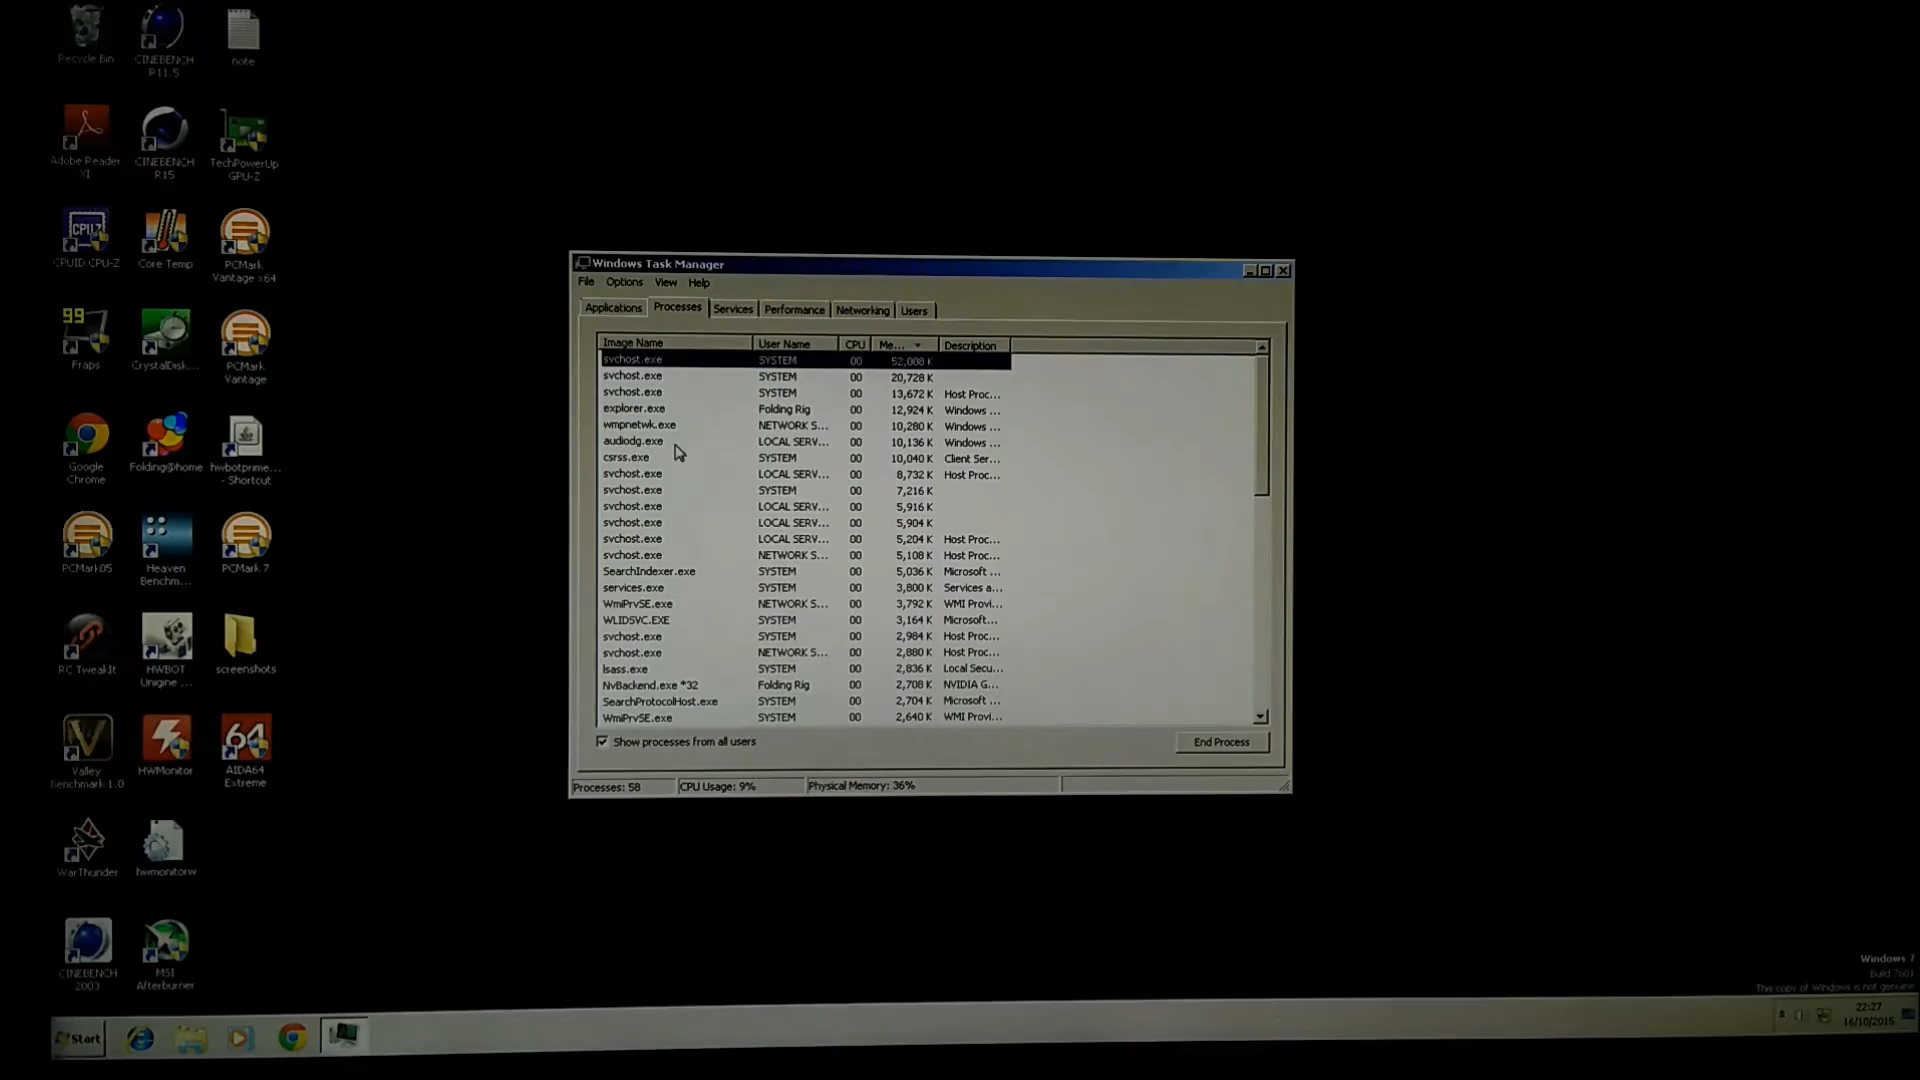 Recycle Bin
CINEBENCH R11.5
note
Adobe Reader XI
CINEBENCH R15
TechPowerUp GPU-Z
CPUID CPU-Z
Core Temp
PCMark Vantage x64
99
Fraps
CrystalDisk...
PCMark Vantage
Google Chrome
Folding@home
hwbotprime... - Shortcut
PCMark05
Heaven Benchm...
PCMark 7
RC TweakIt
HWBOT Unigine ...
screenshots
Valley Benchmark 1.0
HWMonitor
64
AIDA64 Extreme
WarThunder
hwmonitorw
CINEBENCH 2003
MSI Afterburner
Windows Task Manager
File Options View Help
Applications Processes Services Performance Networking Users
Image Name User Name CPU Me... Description
svchost.exe SYSTEM 00 52,008 K
svchost.exe SYSTEM 00 20,728 K
svchost.exe SYSTEM 00 13,672 K Host Proc...
explorer.exe Folding Rig 00 12,924 K Windows ...
wmpnetwk.exe NETWORK S... 00 10,280 K Windows ...
audiodg.exe LOCAL SERV... 00 10,136 K Windows ...
csrss.exe SYSTEM 00 10,040 K Client Ser...
svchost.exe LOCAL SERV... 00 8,732 K Host Proc...
svchost.exe SYSTEM 00 7,216 K
svchost.exe LOCAL SERV... 00 5,916 K
svchost.exe LOCAL SERV... 00 5,904 K
svchost.exe LOCAL SERV... 00 5,204 K Host Proc...
svchost.exe NETWORK S... 00 5,108 K Host Proc...
SearchIndexer.exe SYSTEM 00 5,036 K Microsoft ...
services.exe SYSTEM 00 3,800 K Services a...
WmiPrvSE.exe NETWORK S... 00 3,792 K WMI Provi...
WLIDSVC.EXE SYSTEM 00 3,164 K Microsoft...
svchost.exe SYSTEM 00 2,984 K Host Proc...
svchost.exe NETWORK S... 00 2,880 K Host Proc...
lsass.exe SYSTEM 00 2,836 K Local Secu...
NvBackend.exe *32 Folding Rig 00 2,708 K NVIDIA G...
SearchProtocolHost.exe SYSTEM 00 2,704 K Microsoft ...
WmiPrvSE.exe SYSTEM 00 2,640 K WMI Provi...
Show processes from all users
End Process
Processes: 58 CPU Usage: 9% Physical Memory: 36%
Windows 7
Build 7601
This copy of Windows is not genuine
Start
22:27
16/10/2015